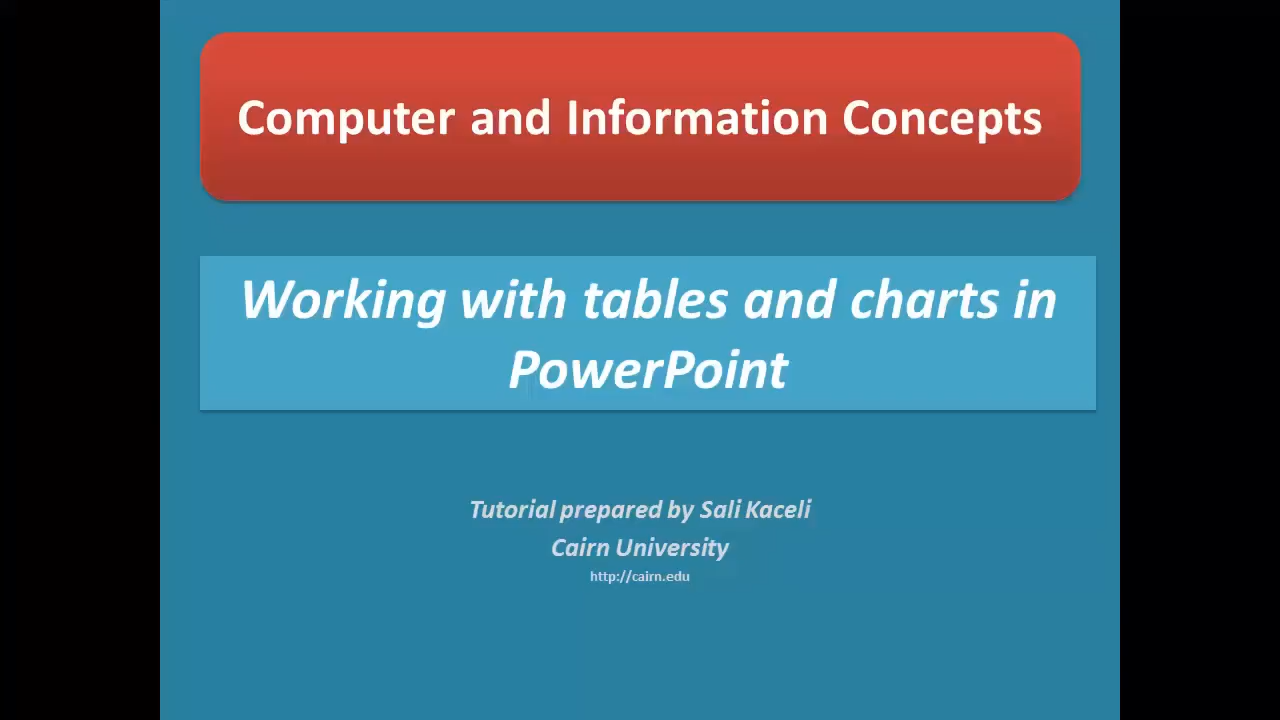 Computer and Information Concepts
Working with tables and charts in
PowerPoint
Tutorial prepared by Sali Kaceli
Cairn University
http://cairn.edu